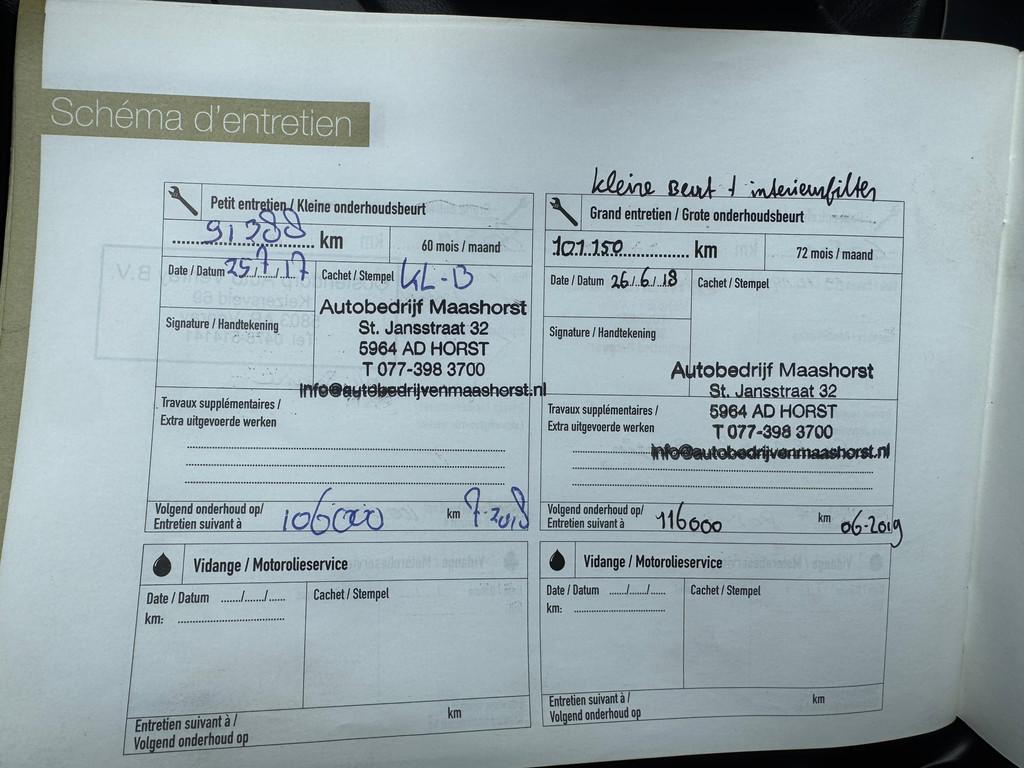 Schéma d'entretien
Petit entretien / Kleine onderhoudsbeurt
91.388 km
60 mois / maand
Date / Datum 25/7/17
Cachet / Stempel KL-B
Autobedrijf Maashorst
St. Jansstraat 32
5964 AD HORST
T 077-398 3700
info@autobedrijvenmaashorst.nl
Signature / Handtekening
Travaux supplémentaires /
Extra uitgevoerde werken
Volgend onderhoud op/
Entretien suivant à 106000 km 7-2018
Vidange / Motorolieservice
Date / Datum ....../....../......
Cachet / Stempel
km:
Entretien suivant à /
Volgend onderhoud op km
kleine Beurt + interieurfilter
Grand entretien / Grote onderhoudsbeurt
101.150 km
72 mois / maand
Date / Datum 26/6/18
Cachet / Stempel
Signature / Handtekening
Autobedrijf Maashorst
St. Jansstraat 32
5964 AD HORST
T 077-398 3700
info@autobedrijvenmaashorst.nl
Travaux supplémentaires /
Extra uitgevoerde werken
Volgend onderhoud op/
Entretien suivant à 116000 km 06-2019
Vidange / Motorolieservice
Date / Datum ....../....../......
Cachet / Stempel
km:
Entretien suivant à /
Volgend onderhoud op km